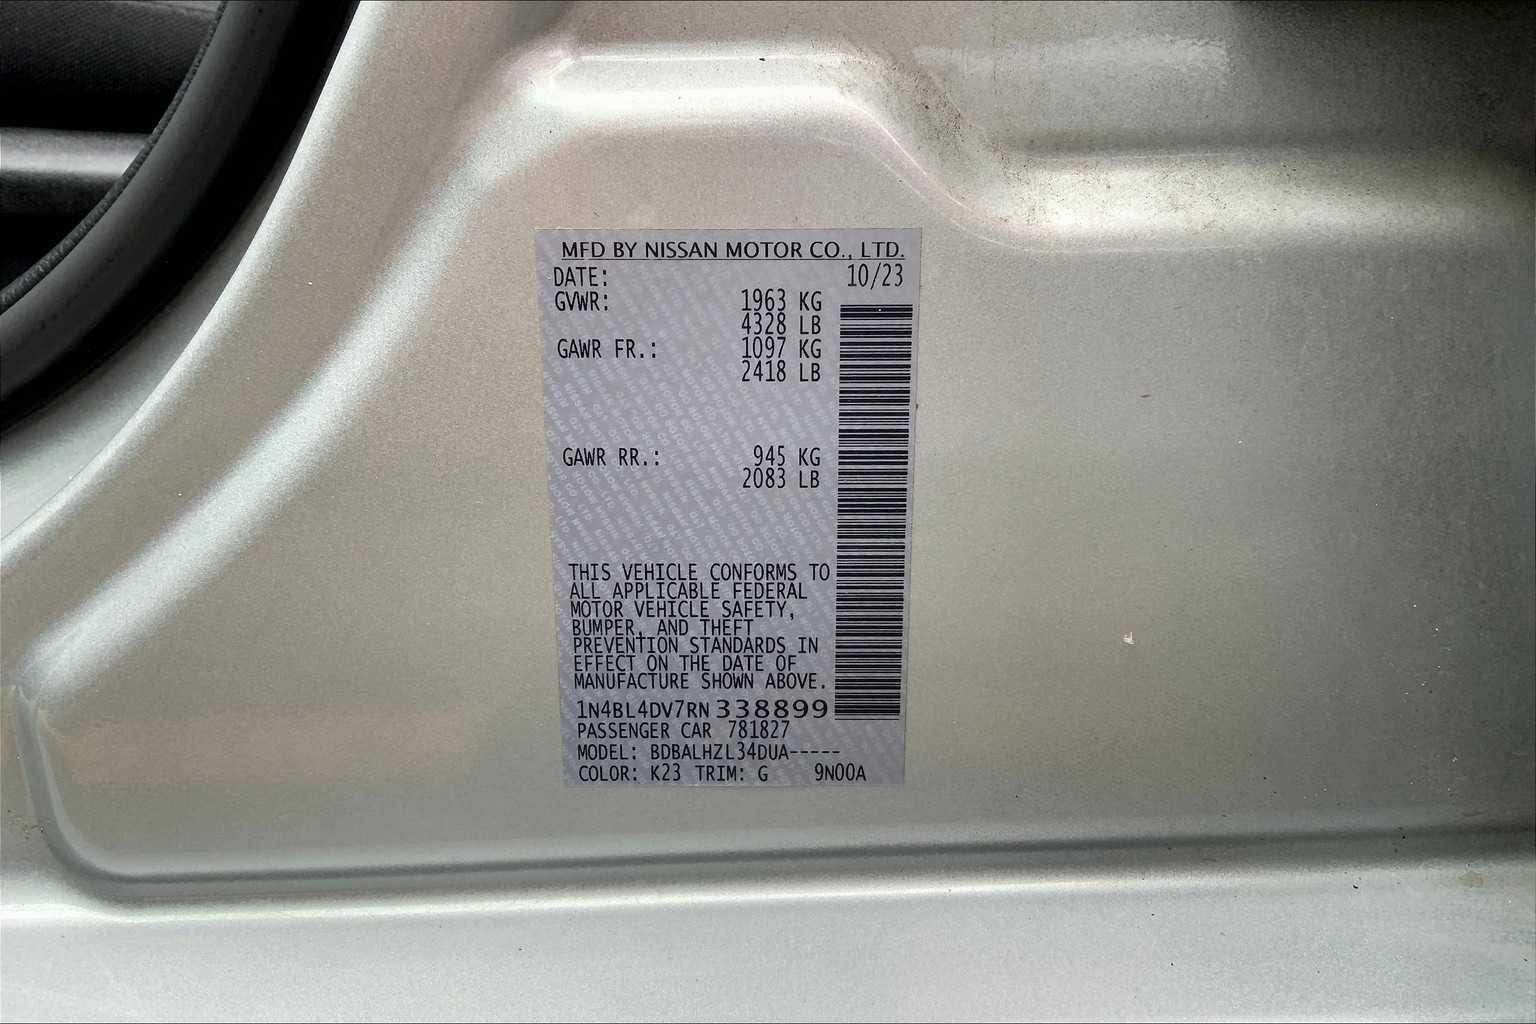 MFD BY NISSAN MOTOR CO., LTD.
DATE: 10/23
GVWR: 1963 KG
4328 LB
GAWR FR.: 1097 KG
2418 LB
GAWR RR.: 945 KG
2083 LB
THIS VEHICLE CONFORMS TO
ALL APPLICABLE FEDERAL
MOTOR VEHICLE SAFETY,
BUMPER, AND THEFT
PREVENTION STANDARDS IN
EFFECT ON THE DATE OF
MANUFACTURE SHOWN ABOVE.
1N4BL4DV7RN338899
PASSENGER CAR 781827
MODEL: BDBALHZL34DUA-----
COLOR: K23 TRIM: G 9N00A